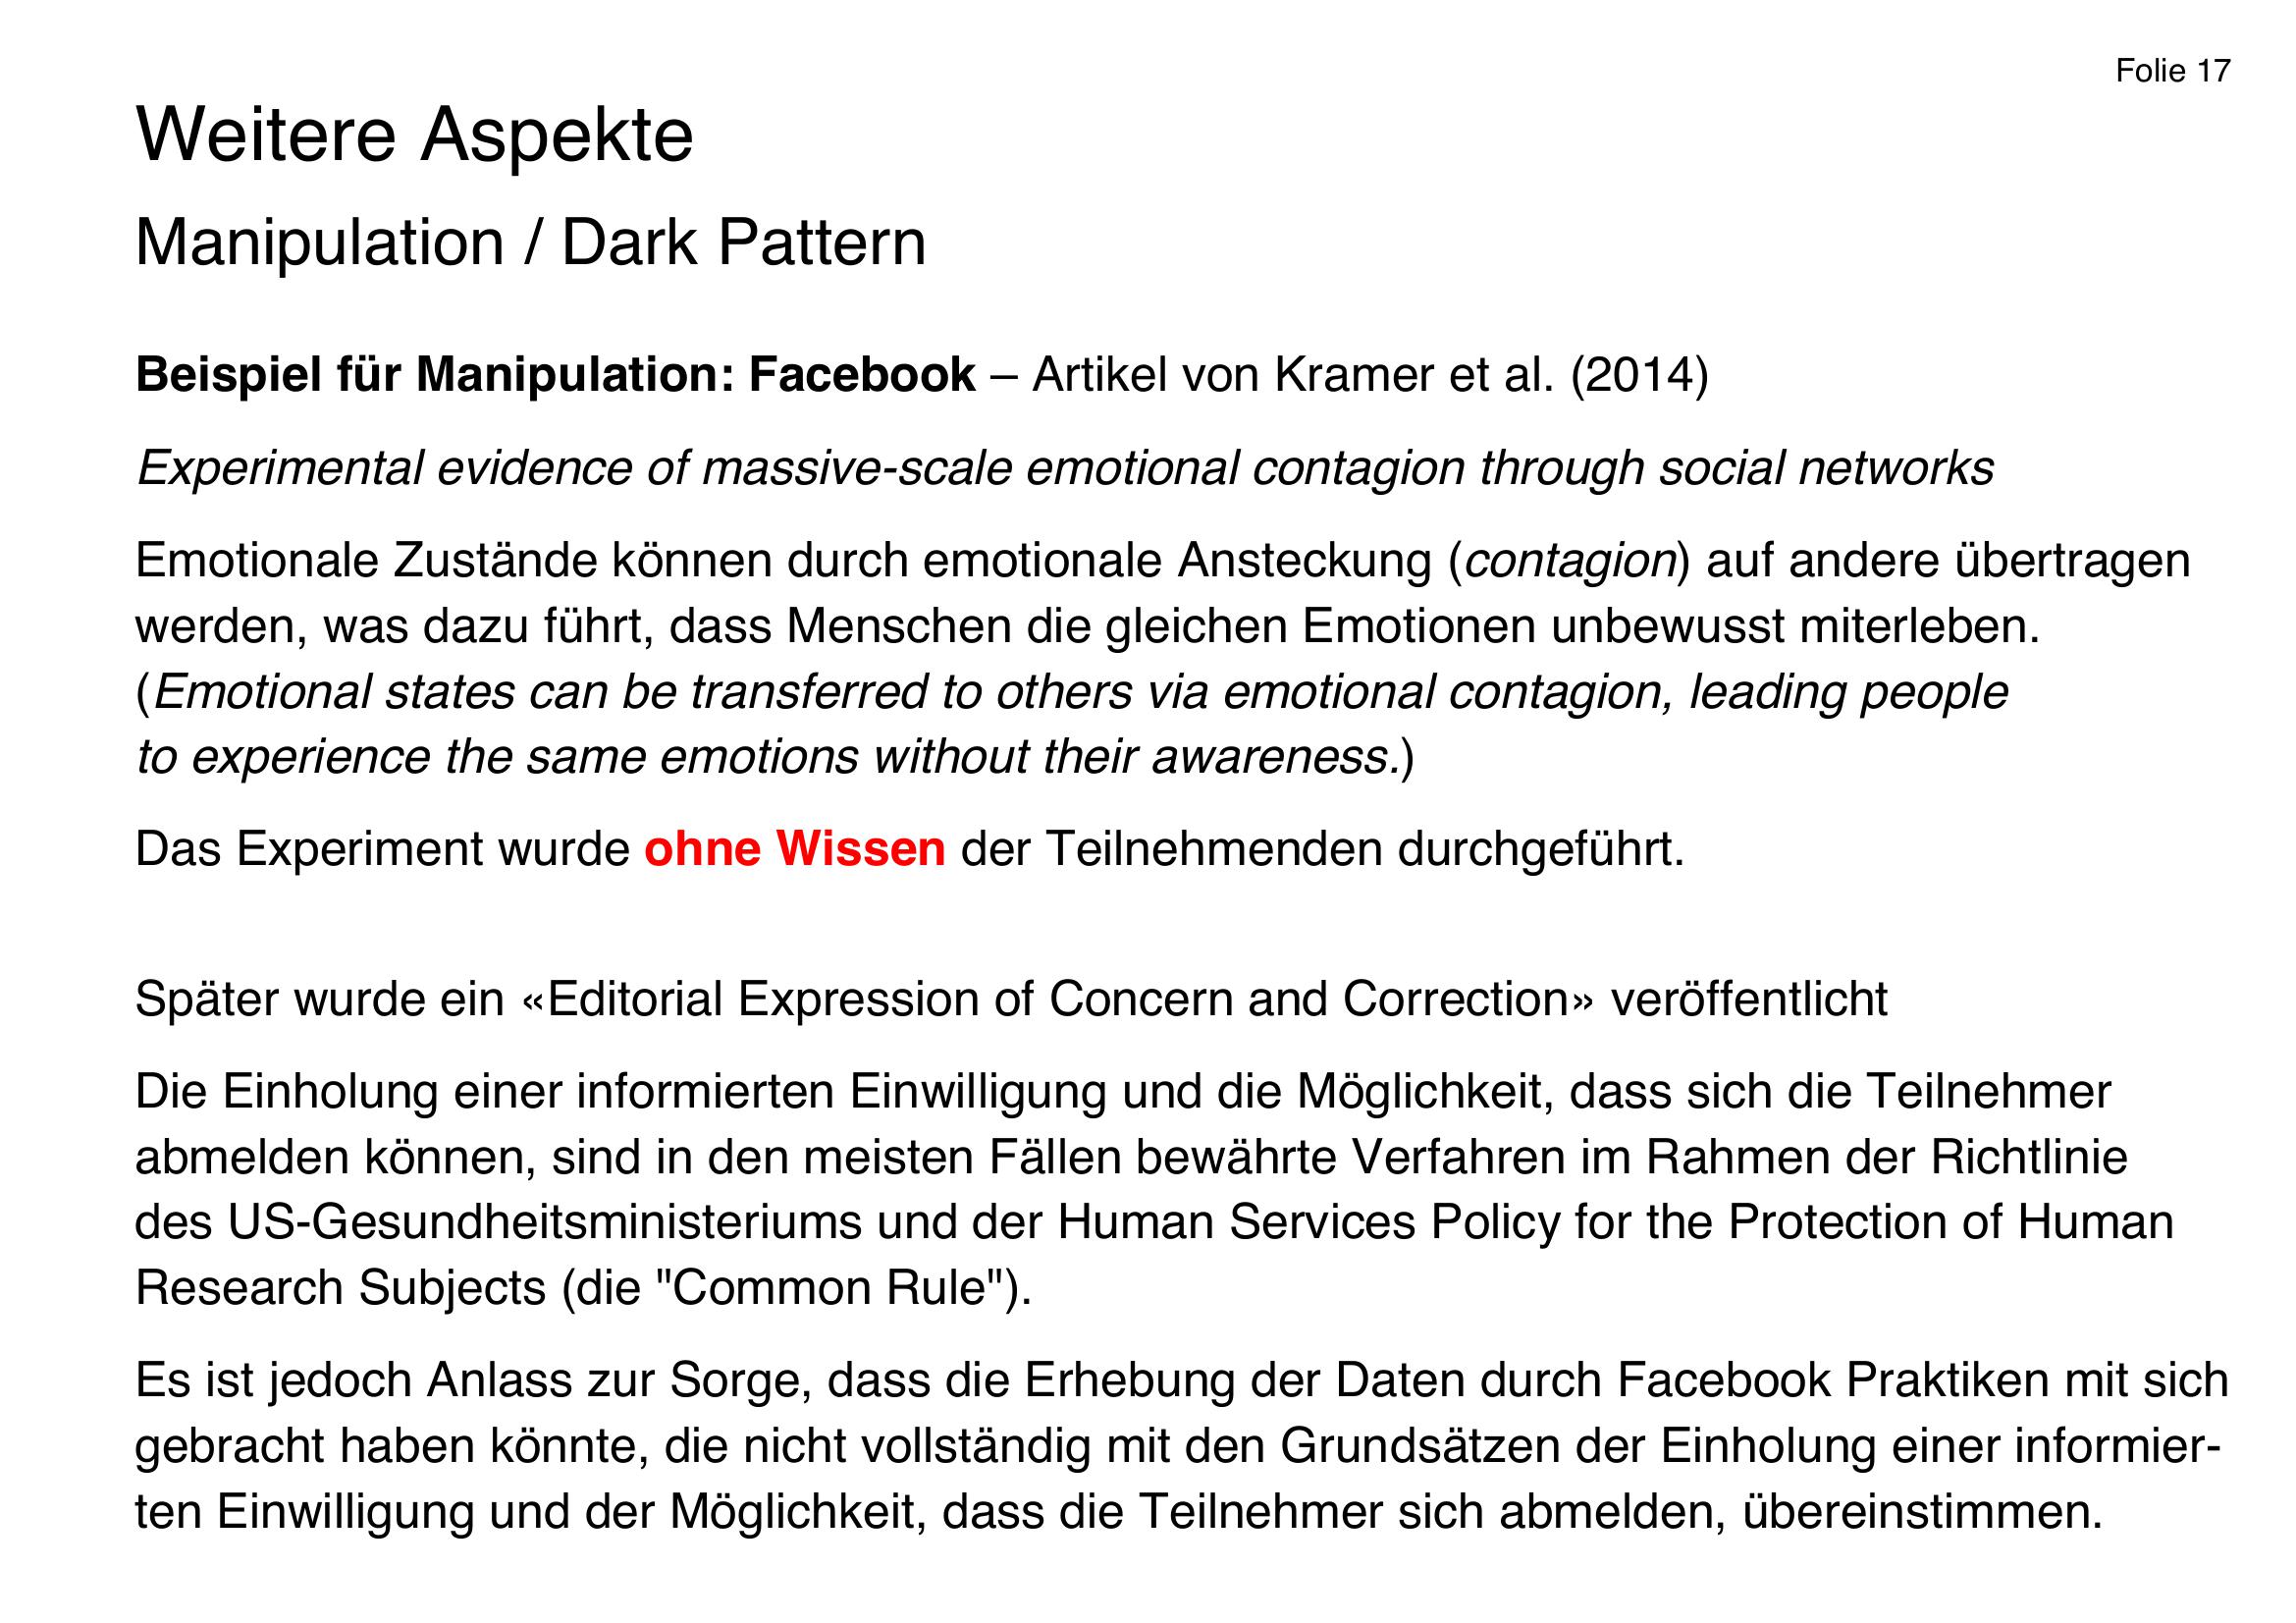 Folie 17
Weitere Aspekte
Manipulation / Dark Pattern
Beispiel für Manipulation: Facebook – Artikel von Kramer et al. (2014)
Experimental evidence of massive-scale emotional contagion through social networks
Emotionale Zustände können durch emotionale Ansteckung (contagion) auf andere übertragen
werden, was dazu führt, dass Menschen die gleichen Emotionen unbewusst miterleben.
(Emotional states can be transferred to others via emotional contagion, leading people
to experience the same emotions without their awareness.)
Das Experiment wurde ohne Wissen der Teilnehmenden durchgeführt.
Später wurde ein «Editorial Expression of Concern and Correction» veröffentlicht
Die Einholung einer informierten Einwilligung und die Möglichkeit, dass sich die Teilnehmer
abmelden können, sind in den meisten Fällen bewährte Verfahren im Rahmen der Richtlinie
des US-Gesundheitsministeriums und der Human Services Policy for the Protection of Human
Research Subjects (die "Common Rule").
Es ist jedoch Anlass zur Sorge, dass die Erhebung der Daten durch Facebook Praktiken mit sich
gebracht haben könnte, die nicht vollständig mit den Grundsätzen der Einholung einer informier-
ten Einwilligung und der Möglichkeit, dass die Teilnehmer sich abmelden, übereinstimmen.